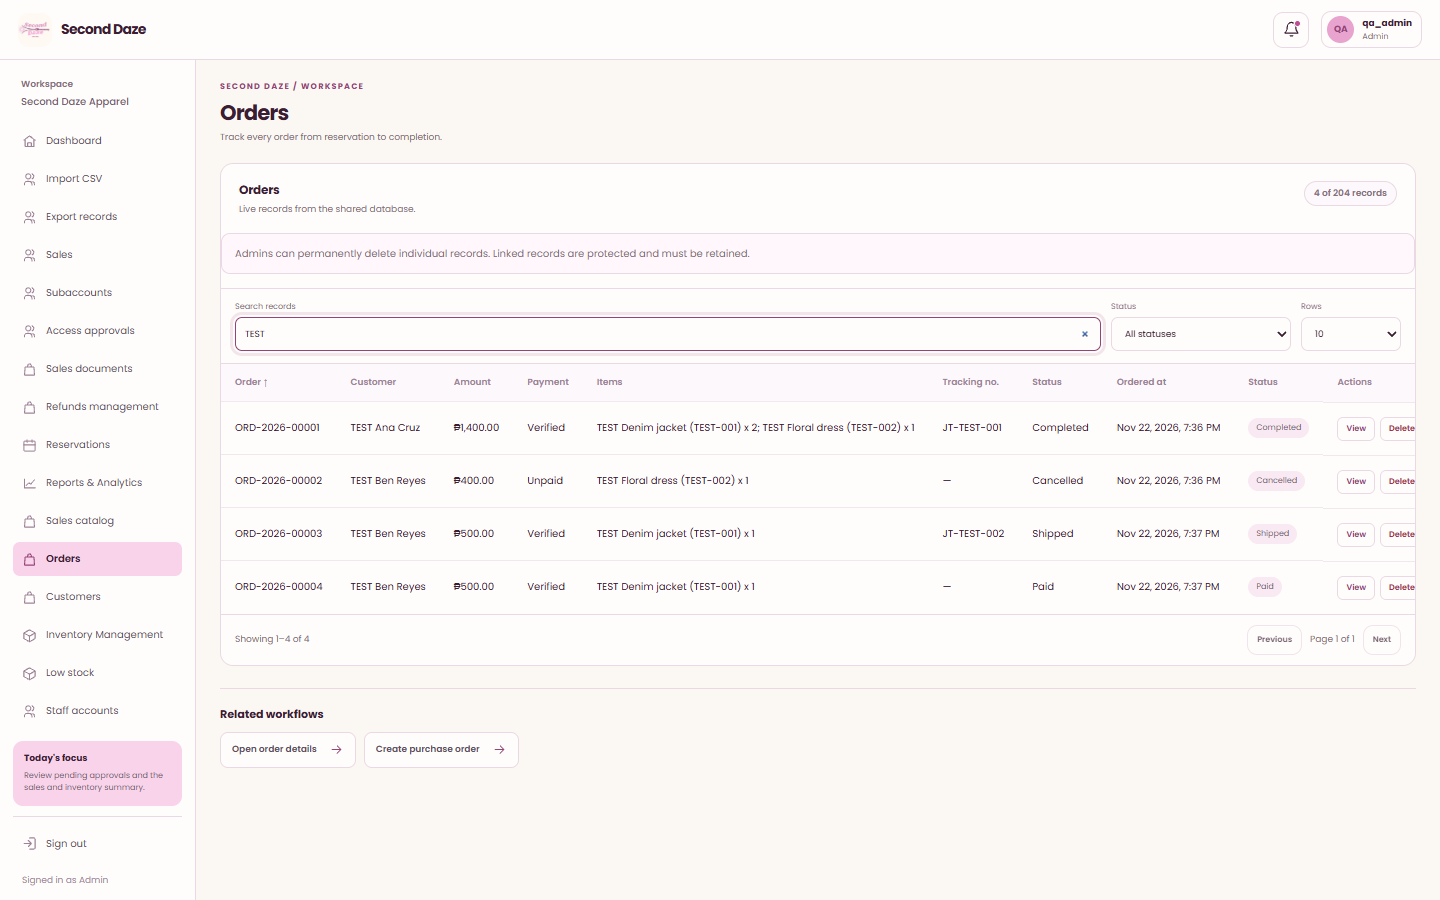 Second Daze
qa_admin
QA
Admin
Workspace
Second Daze Apparel
Dashboard
Import CSV
Export records
Sales
Subaccounts
Access approvals
Sales documents
Refunds management
Reservations
Reports & Analytics
Sales catalog
Orders
Customers
Inventory Management
Low stock
Staff accounts
Today's focus
Review pending approvals and the
sales and inventory summary.
Sign out
Signed in as Admin
SECOND DAZE / WORKSPACE
Orders
Track every order from reservation to completion.
Orders
Live records from the shared database.
4 of 204 records
Admins can permanently delete individual records. Linked records are protected and must be retained.
Search records Status Rows
TEST × All statuses 10
Order ↑ Customer Amount Payment Items Tracking no. Status Ordered at Status Actions
ORD-2026-00001 TEST Ana Cruz ₱1,400.00 Verified TEST Denim jacket (TEST-001) x 2; TEST Floral dress (TEST-002) x 1 JT-TEST-001 Completed Nov 22, 2026, 7:36 PM Completed View Delete
ORD-2026-00002 TEST Ben Reyes ₱400.00 Unpaid TEST Floral dress (TEST-002) x 1 — Cancelled Nov 22, 2026, 7:36 PM Cancelled View Delete
ORD-2026-00003 TEST Ben Reyes ₱500.00 Verified TEST Denim jacket (TEST-001) x 1 JT-TEST-002 Shipped Nov 22, 2026, 7:37 PM Shipped View Delete
ORD-2026-00004 TEST Ben Reyes ₱500.00 Verified TEST Denim jacket (TEST-001) x 1 — Paid Nov 22, 2026, 7:37 PM Paid View Delete
Showing 1–4 of 4 Previous Page 1 of 1 Next
Related workflows
Open order details → Create purchase order →